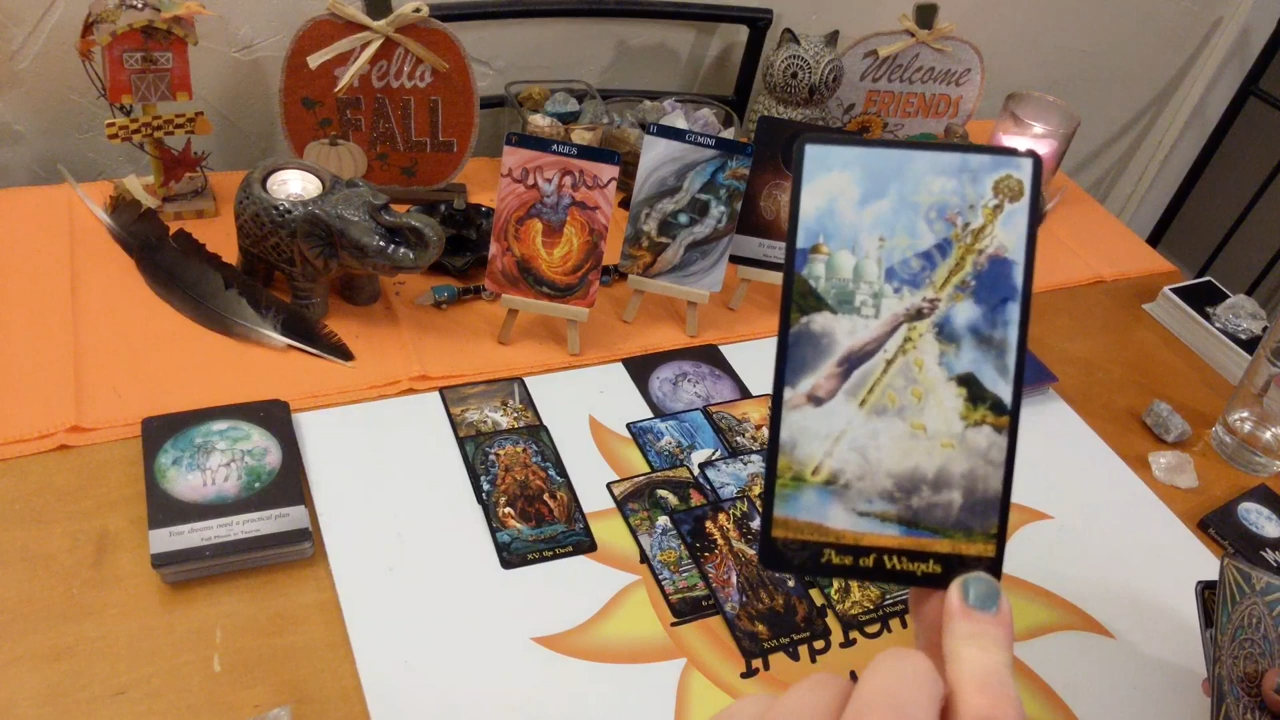 Hello
FALL
Welcome
FRIENDS
ARIES
II GEMINI
Ace of Wands
Your dreams need a practical plan
Full Moon in Taurus
XV. the Devil
XVI. the Tower
Queen of Wands